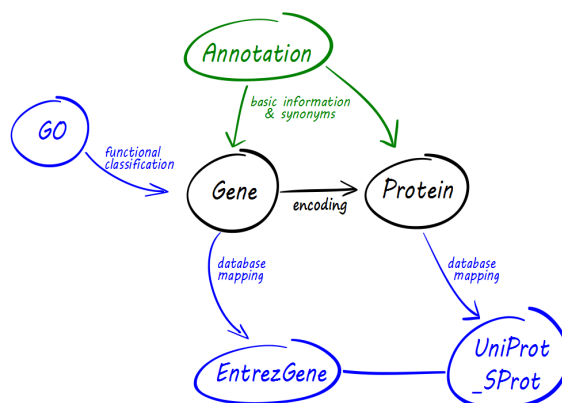 Annotation
basic information
& synonyms
GO
functional
classification
Gene
encoding
Protein
database
mapping
database
mapping
EntrezGene
UniProt
_SProt